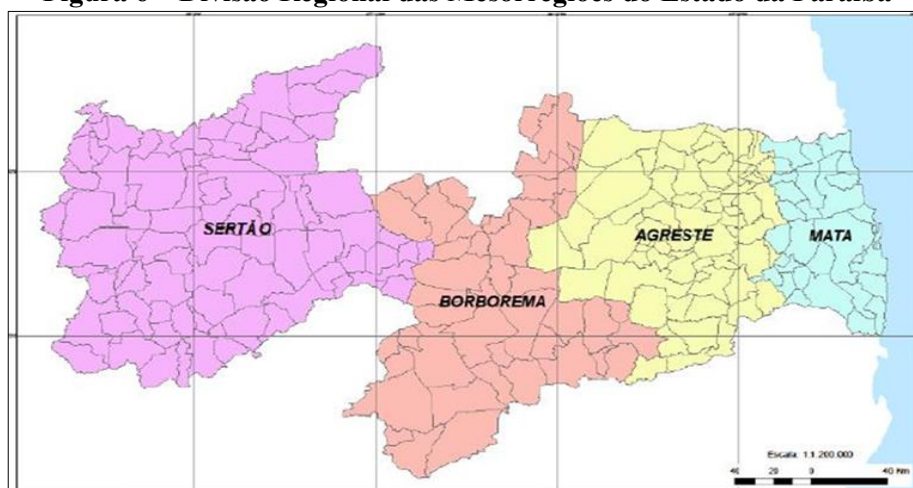 Figura 6 – Divisão Regional das Mesorregiões do Estado da Paraíba
SERTÃO
AGRESTE
MATA
BORBOREMA
Escala: 1:1.200.000
40 20 0 40 Km